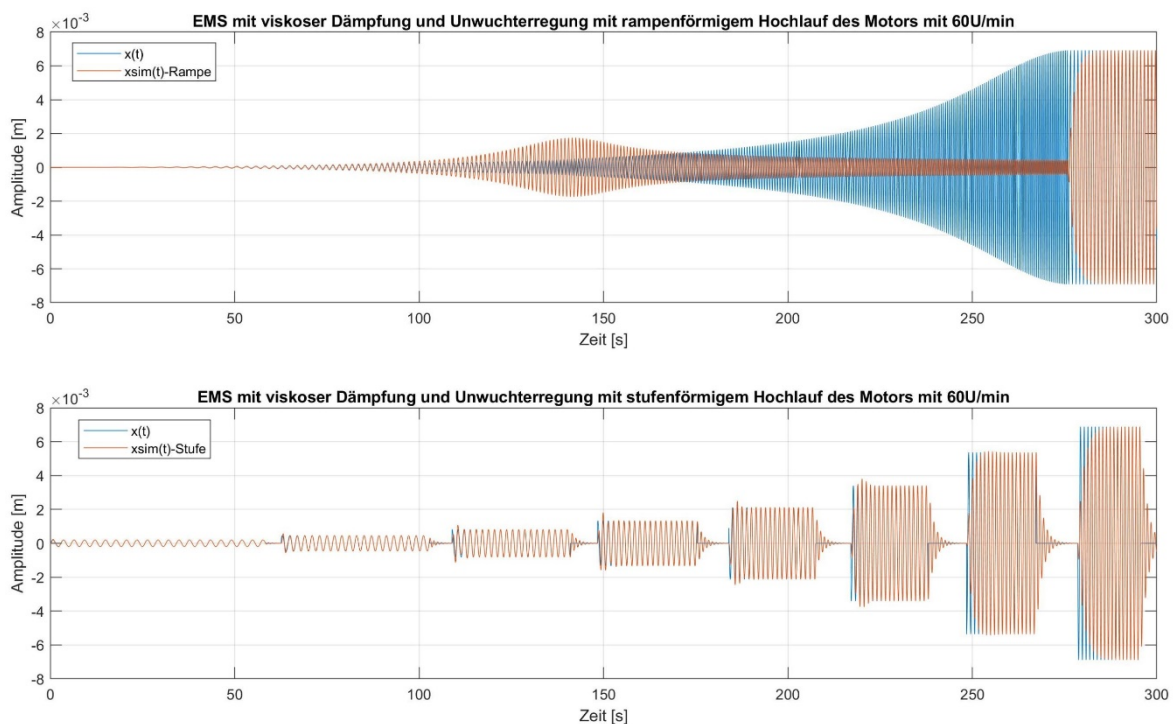 EMS mit viskoser Dämpfung und Unwuchterregung mit rampenförmigem Hochlauf des Motors mit 60U/min
×10-3
8
6
4
2
0
-2
-4
-6
-8
Amplitude [m]
x(t)
xsim(t)-Rampe
0 50 100 150 200 250 300
Zeit [s]
EMS mit viskoser Dämpfung und Unwuchterregung mit stufenförmigem Hochlauf des Motors mit 60U/min
×10-3
8
6
4
2
0
-2
-4
-6
-8
Amplitude [m]
x(t)
xsim(t)-Stufe
0 50 100 150 200 250 300
Zeit [s]